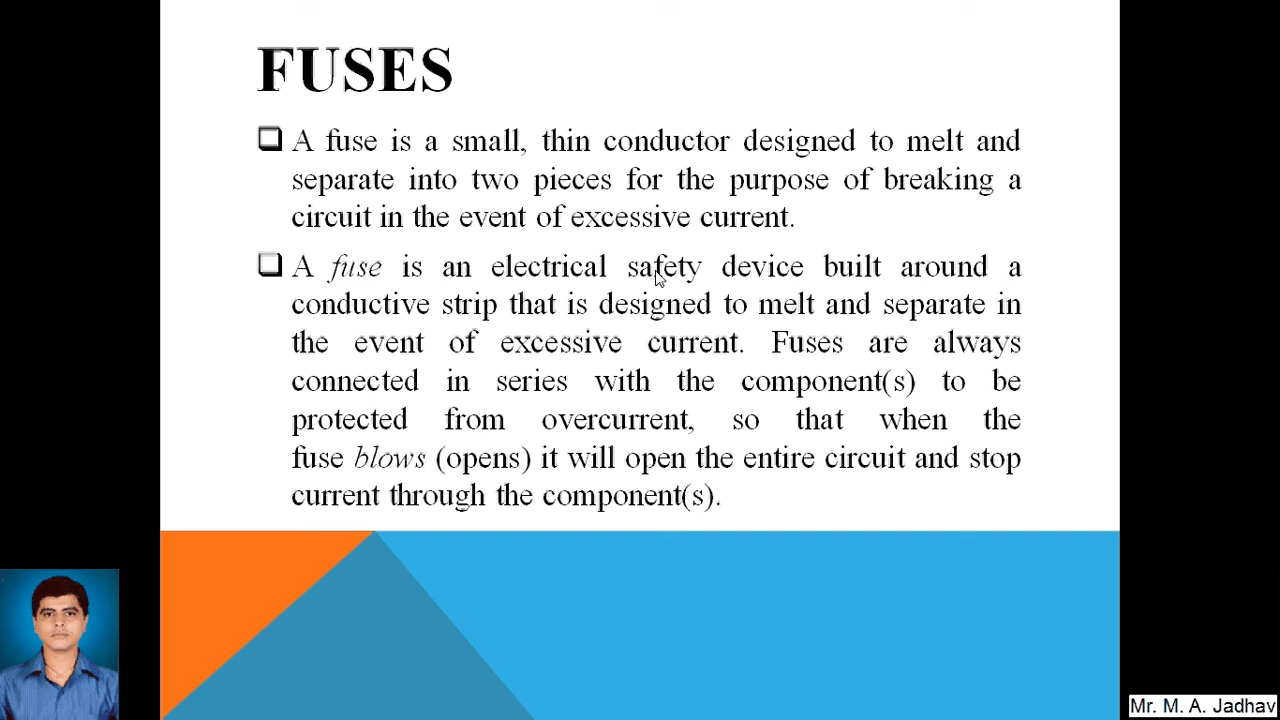 FUSES
A fuse is a small, thin conductor designed to melt and
separate into two pieces for the purpose of breaking a
circuit in the event of excessive current.
A fuse is an electrical safety device built around a
conductive strip that is designed to melt and separate in
the event of excessive current. Fuses are always
connected in series with the component(s) to be
protected from overcurrent, so that when the
fuse blows (opens) it will open the entire circuit and stop
current through the component(s).
Mr. M. A. Jadhav